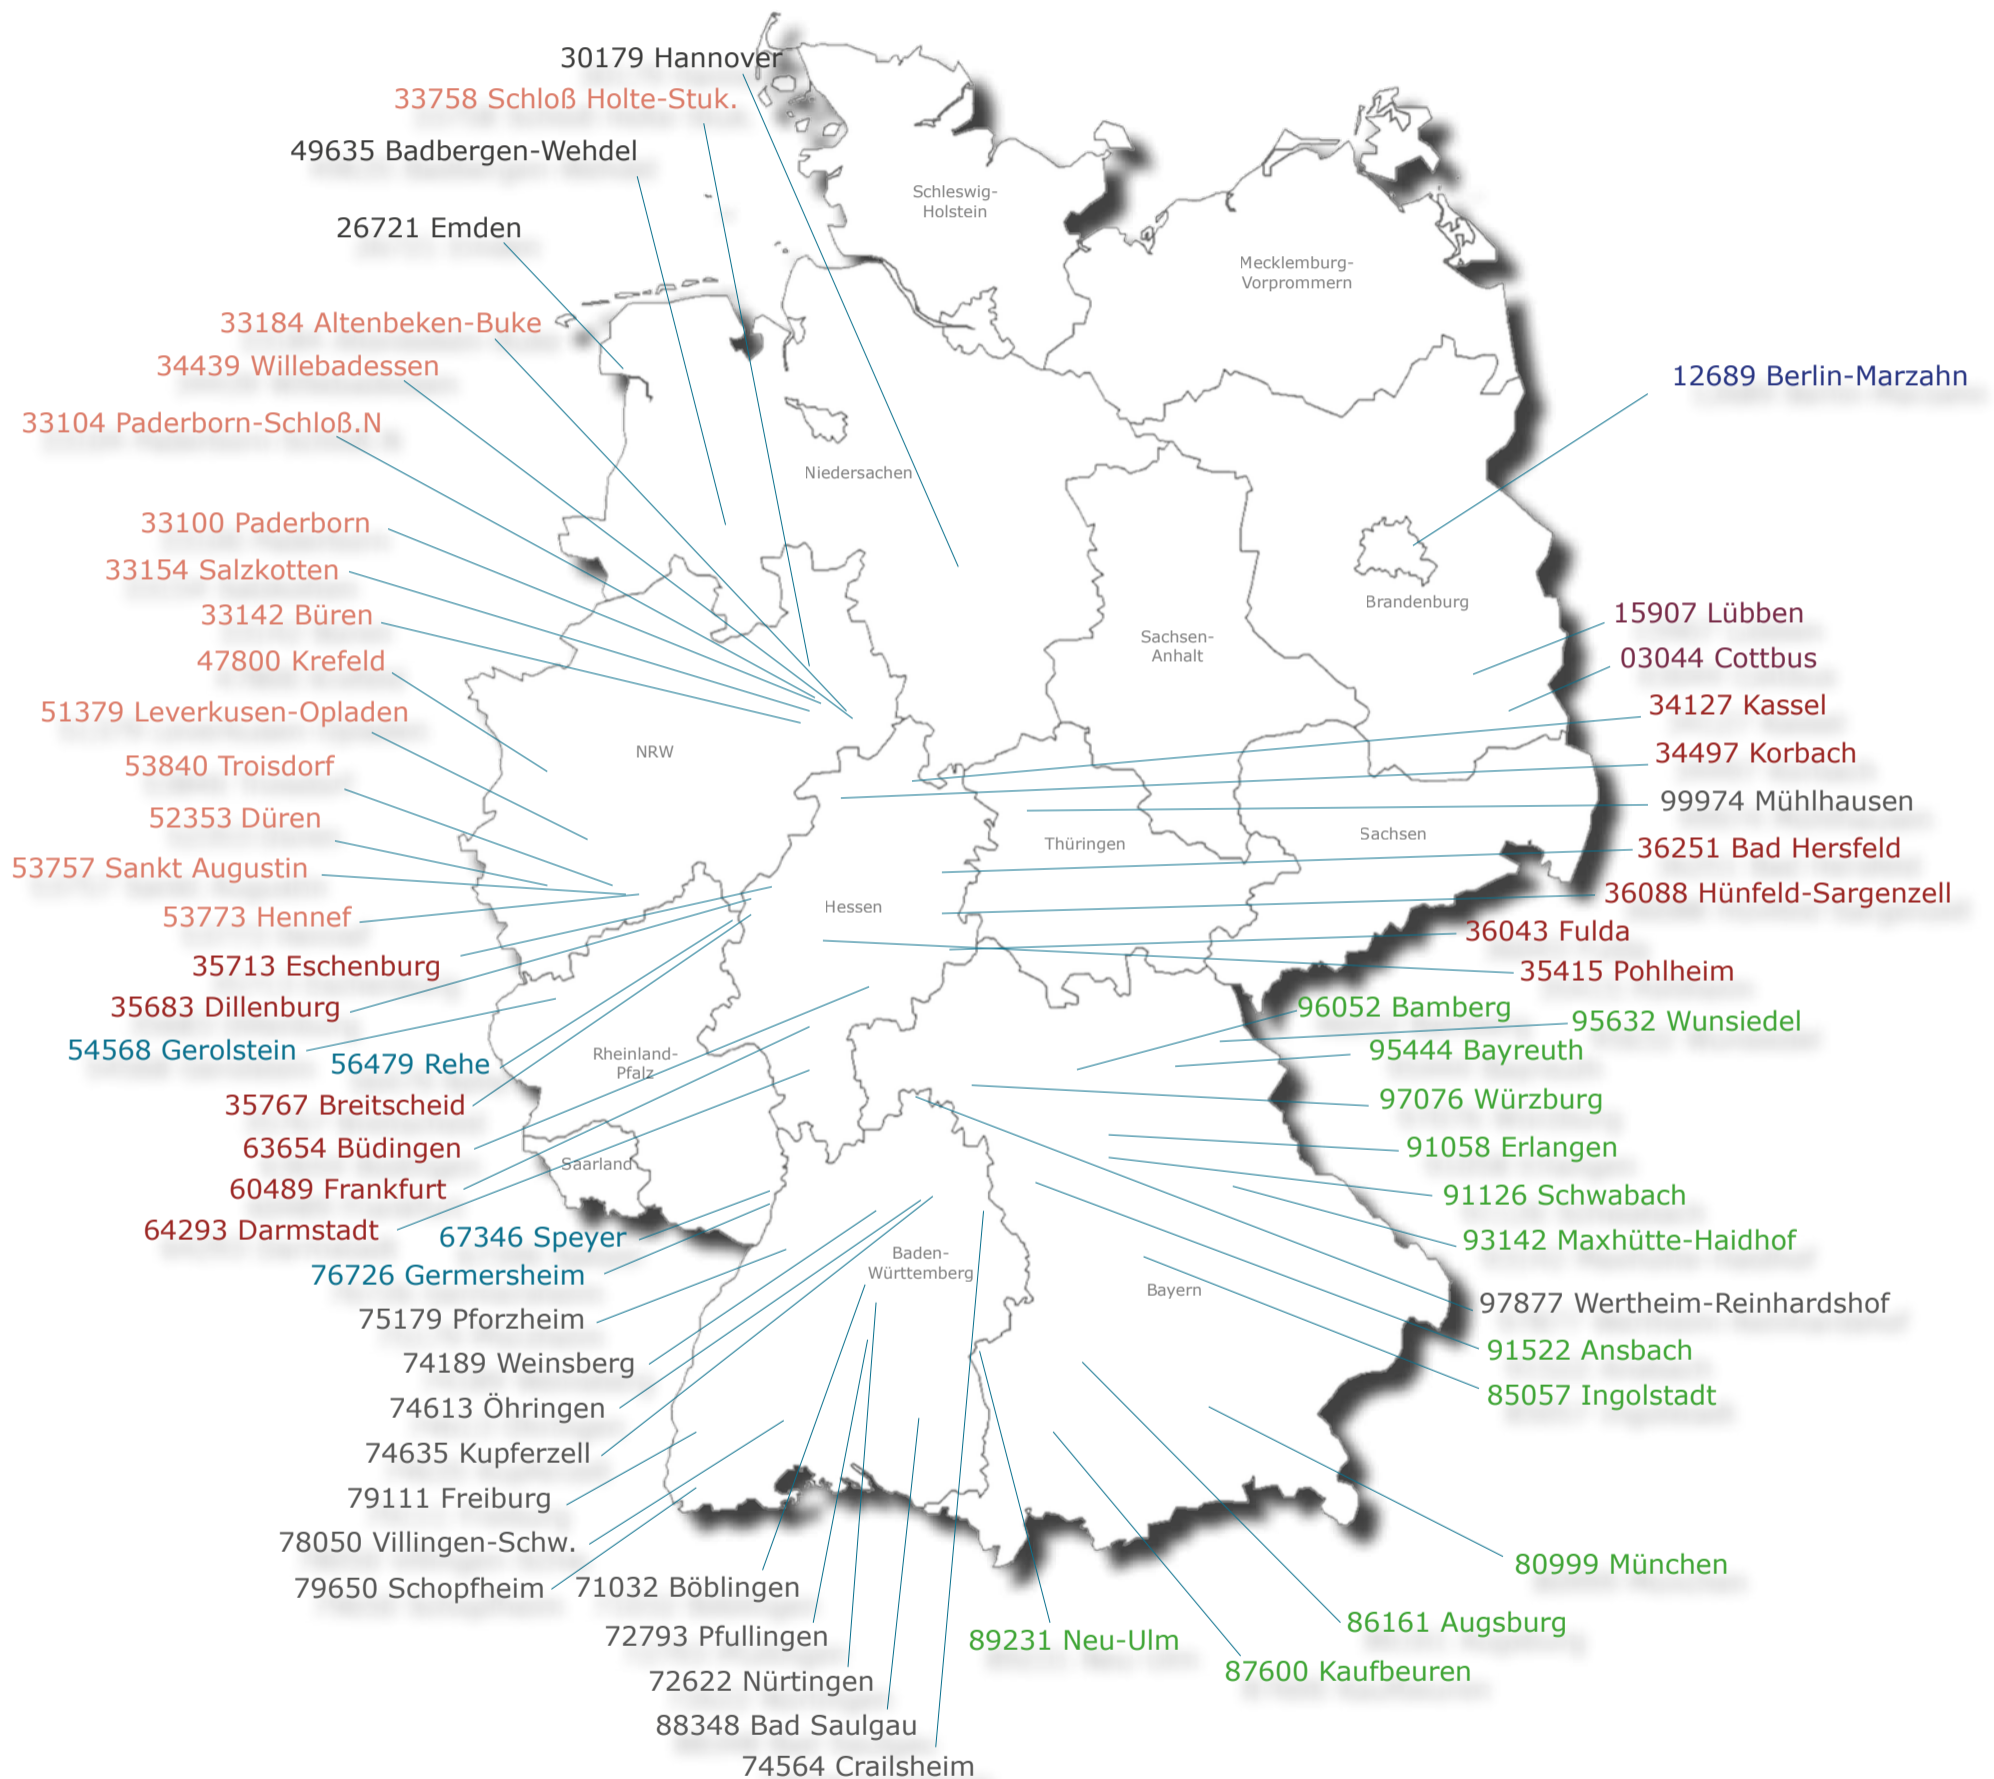 30179 Hannover
33758 Schloß Holte-Stuk.
49635 Badbergen-Wehdel
Schleswig-
Holstein
26721 Emden
Mecklemburg-
Vorprommern
33184 Altenbeken-Buke
34439 Willebadessen
12689 Berlin-Marzahn
33104 Paderborn-Schloß.N
Niedersachen
33100 Paderborn
33154 Salzkotten
Brandenburg
33142 Büren
15907 Lübben
Sachsen-
Anhalt
47800 Krefeld
03044 Cottbus
51379 Leverkusen-Opladen
34127 Kassel
NRW
34497 Korbach
53840 Troisdorf
99974 Mühlhausen
52353 Düren
Sachsen
Thüringen
36251 Bad Hersfeld
53757 Sankt Augustin
36088 Hünfeld-Sargenzell
Hessen
53773 Hennef
36043 Fulda
35713 Eschenburg
35415 Pohlheim
35683 Dillenburg
96052 Bamberg
95632 Wunsiedel
54568 Gerolstein
95444 Bayreuth
56479 Rehe
Rheinland-
Pfalz
97076 Würzburg
35767 Breitscheid
63654 Büdingen
91058 Erlangen
Saarland
60489 Frankfurt
91126 Schwabach
64293 Darmstadt
67346 Speyer
93142 Maxhütte-Haidhof
Baden-
Württemberg
76726 Germersheim
Bayern
97877 Wertheim-Reinhardshof
75179 Pforzheim
91522 Ansbach
74189 Weinsberg
85057 Ingolstadt
74613 Öhringen
74635 Kupferzell
79111 Freiburg
78050 Villingen-Schw.
80999 München
79650 Schopfheim
71032 Böblingen
86161 Augsburg
72793 Pfullingen
89231 Neu-Ulm
87600 Kaufbeuren
72622 Nürtingen
88348 Bad Saulgau
74564 Crailsheim